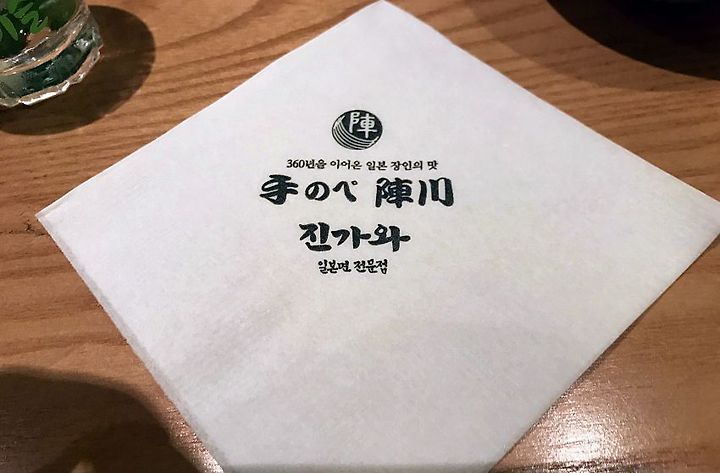 陣
360년을 이어온 일본 장인의 맛
手のべ 陣川
진가와
일본면 전문점